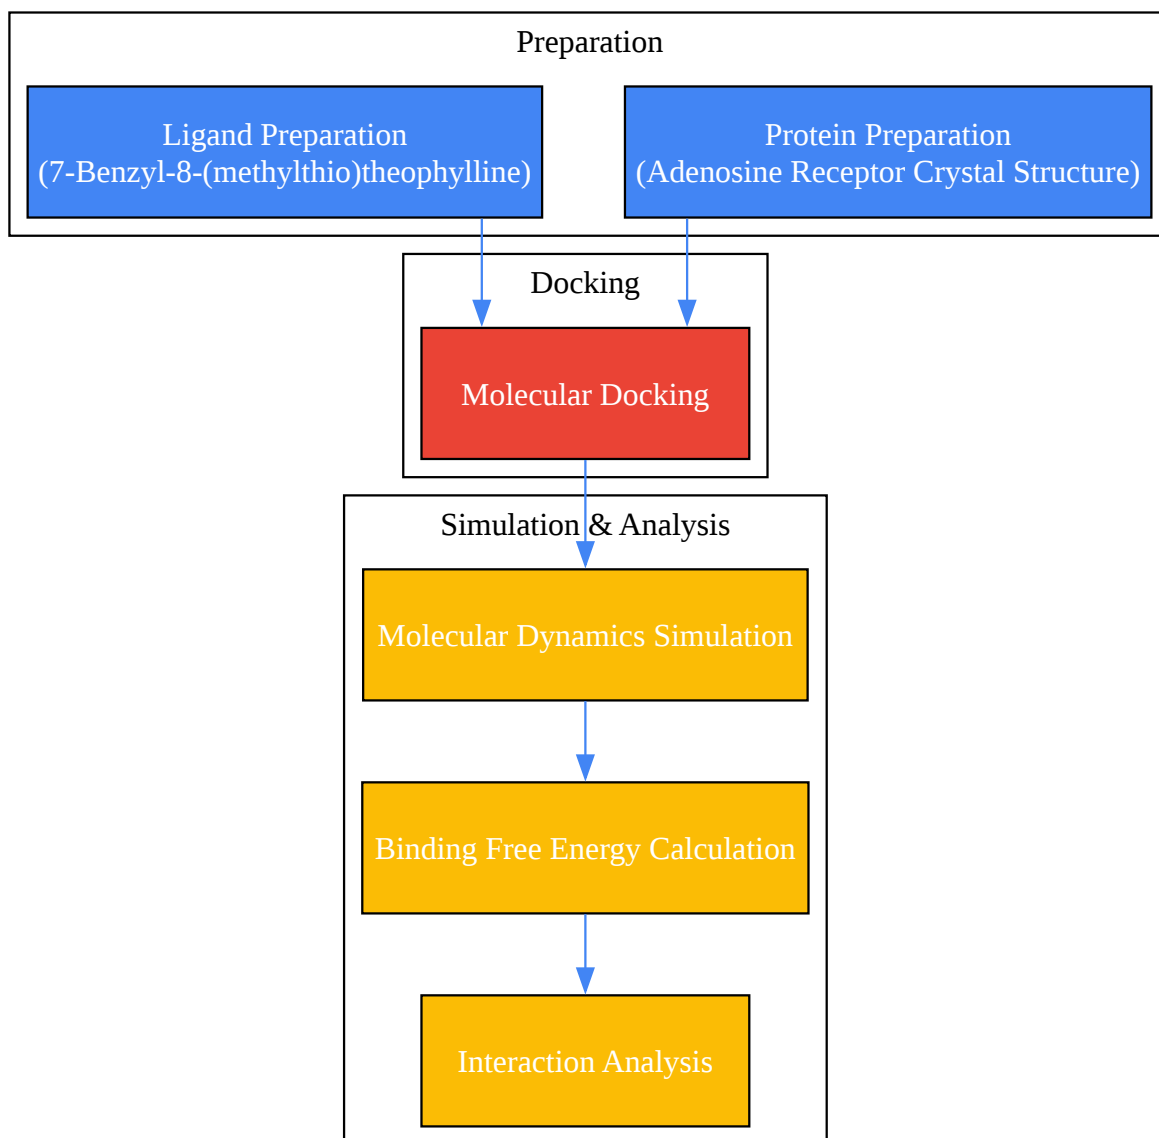 Preparation
Ligand Preparation
(7-Benzyl-8-(methylthio)theophylline)
Protein Preparation
(Adenosine Receptor Crystal Structure)
Docking
Molecular Docking
Simulation & Analysis
Molecular Dynamics Simulation
Binding Free Energy Calculation
Interaction Analysis